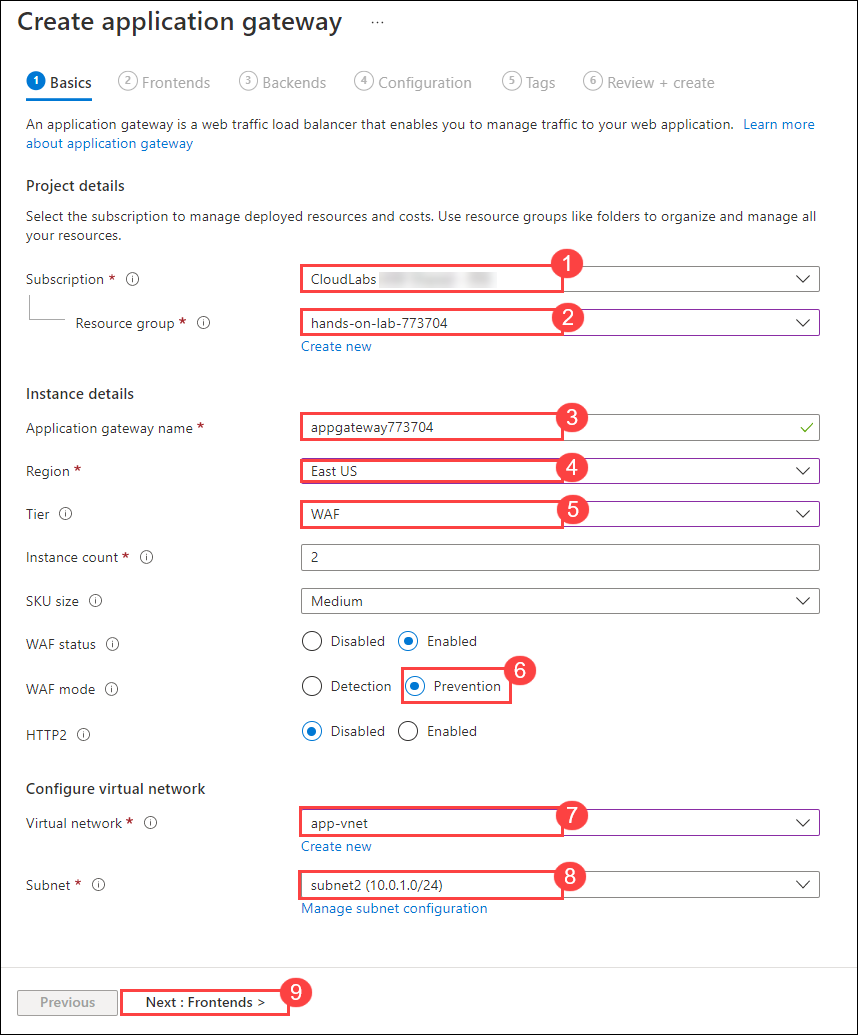 Create application gateway ...
1 Basics 2 Frontends 3 Backends 4 Configuration 5 Tags 6 Review + create
An application gateway is a web traffic load balancer that enables you to manage traffic to your web application. Learn more
about application gateway
Project details
Select the subscription to manage deployed resources and costs. Use resource groups like folders to organize and manage all
your resources.
Subscription * CloudLabs 1
Resource group * hands-on-lab-773704 2
Create new
Instance details
Application gateway name * appgateway773704 3
Region * East US 4
Tier WAF 5
Instance count * 2
SKU size Medium
WAF status Disabled Enabled
WAF mode Detection Prevention 6
HTTP2 Disabled Enabled
Configure virtual network
Virtual network * app-vnet 7
Create new
Subnet * subnet2 (10.0.1.0/24) 8
Manage subnet configuration
Previous Next : Frontends > 9